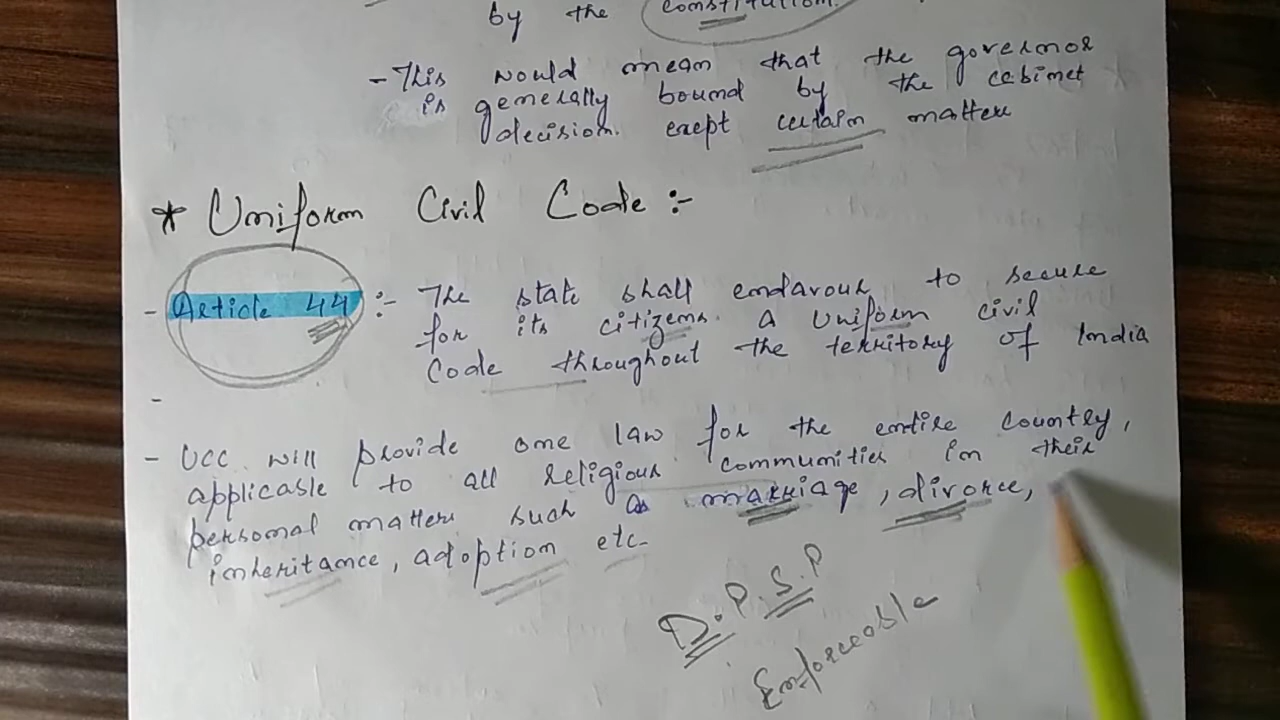 by the constitution.
- This would mean that the governor
is generally bound by the cebimet
decision. exept certain matters
* Uniform Civil Code :-
- Article 44 :- The state shall endavour to secure
for its citizens. a uniform civil
Code throughout the territory of India
-
- UCC will provide one law for the entire country,
applicable to all religious communities in their
personal matters such as marriage, divorce,
inheritance, adoption etc
D.P.S.P
Enforceable